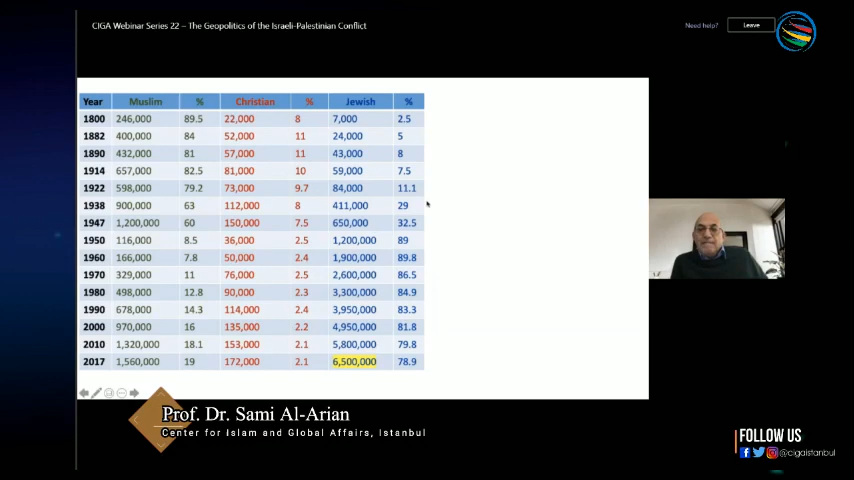 CIGA Webinar Series 22 – The Geopolitics of the Israeli-Palestinian Conflict
Need help?
Leave
Year Muslim % Christian % Jewish %
1800 246,000 89.5 22,000 8 7,000 2.5
1882 400,000 84 52,000 11 24,000 5
1890 432,000 81 57,000 11 43,000 8
1914 657,000 82.5 81,000 10 59,000 7.5
1922 598,000 79.2 73,000 9.7 84,000 11.1
1938 900,000 63 112,000 8 411,000 29
1947 1,200,000 60 150,000 7.5 650,000 32.5
1950 116,000 8.5 36,000 2.5 1,200,000 89
1960 166,000 7.8 50,000 2.4 1,900,000 89.8
1970 329,000 11 76,000 2.5 2,600,000 86.5
1980 498,000 12.8 90,000 2.3 3,300,000 84.9
1990 678,000 14.3 114,000 2.4 3,950,000 83.3
2000 970,000 16 135,000 2.2 4,950,000 81.8
2010 1,320,000 18.1 153,000 2.1 5,800,000 79.8
2017 1,560,000 19 172,000 2.1 6,500,000 78.9
Prof. Dr. Sami Al-Arian
Center for Islam and Global Affairs, Istanbul
FOLLOW US
@cigaistanbul